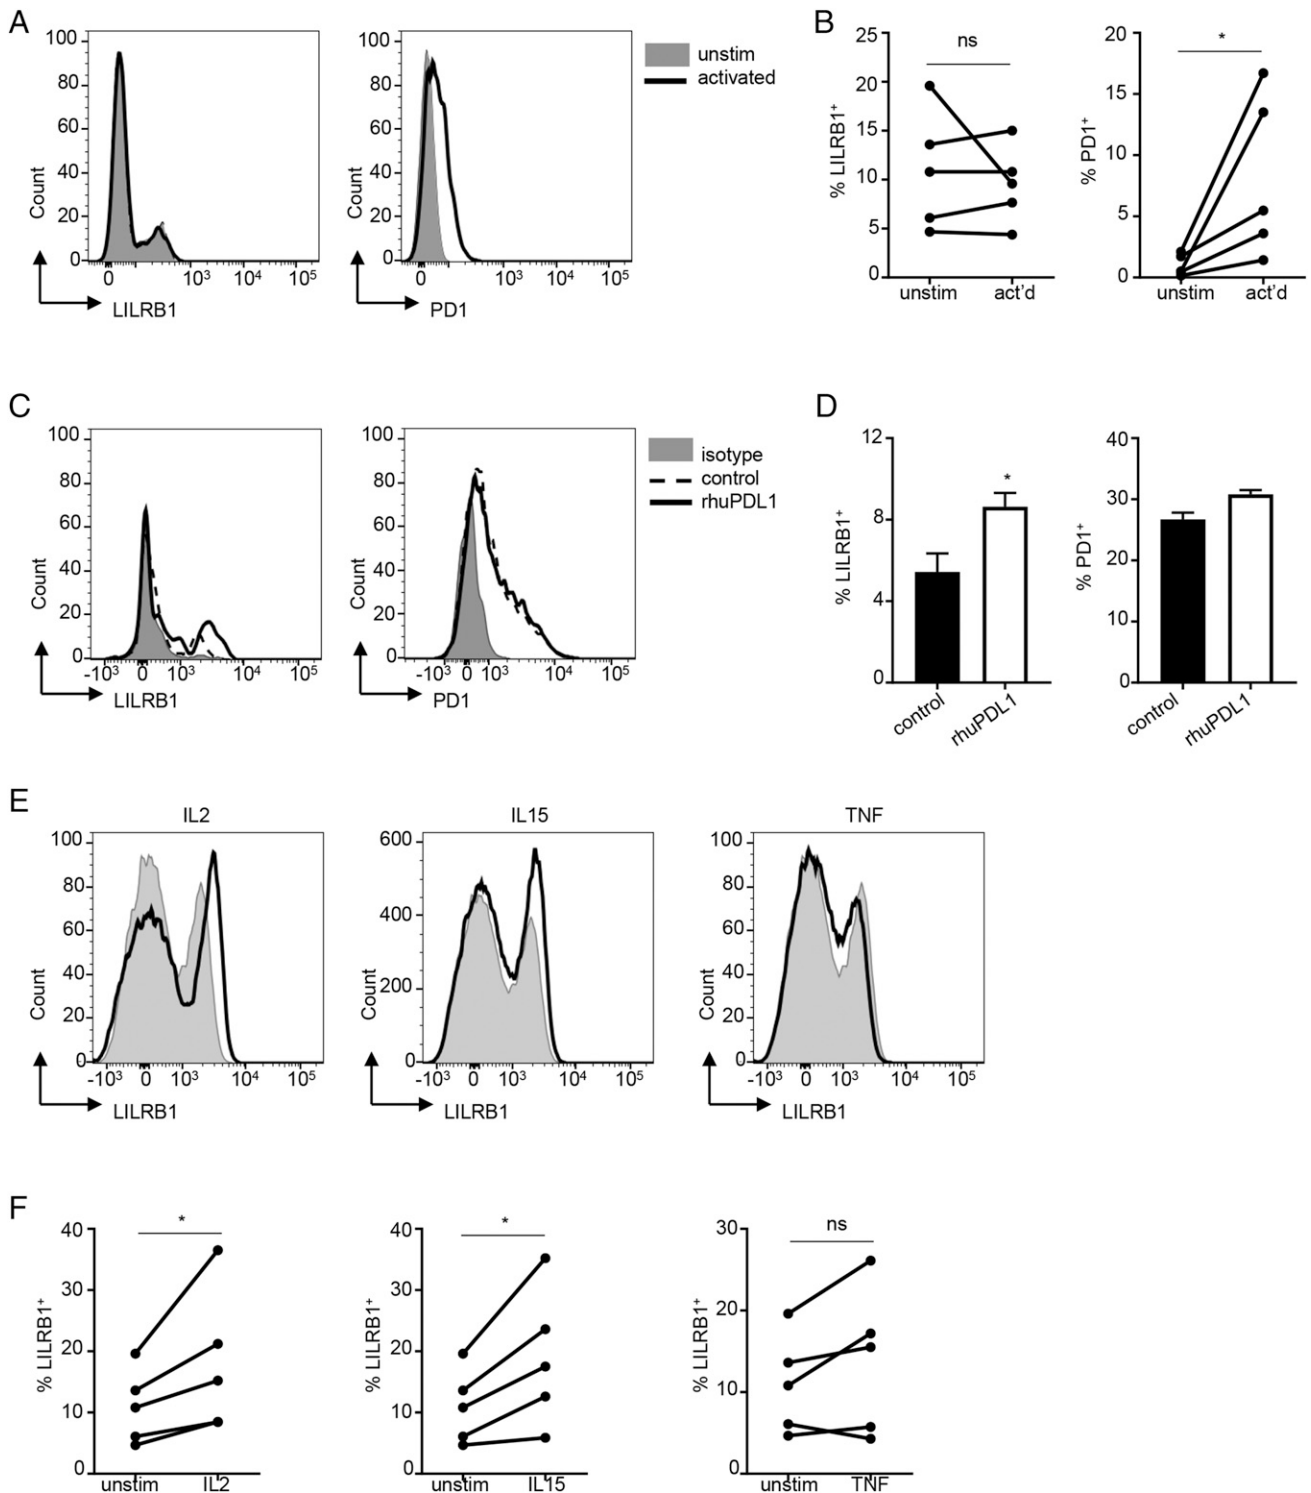 A
100
80
60
40
20
0
Count
0 10³ 10⁴ 10⁵
LILRB1
100
80
60
40
20
0
Count
0 10³ 10⁴ 10⁵
PD1
unstim
activated
B
25
20
15
10
5
0
% LILRB1⁺
ns
unstim act'd
20
15
10
5
0
% PD1⁺
*
unstim act'd
C
100
80
60
40
20
0
Count
-10³ 0 10³ 10⁴ 10⁵
LILRB1
100
80
60
40
20
0
Count
-10³ 0 10³ 10⁴ 10⁵
PD1
isotype
control
rhuPDL1
D
12
8
4
0
% LILRB1⁺
*
control rhuPDL1
40
30
20
10
0
% PD1⁺
control rhuPDL1
E
IL2
100
80
60
40
20
0
Count
-10³ 0 10³ 10⁴ 10⁵
LILRB1
IL15
600
400
200
0
Count
-10³ 0 10³ 10⁴ 10⁵
LILRB1
TNF
100
80
60
40
20
0
Count
-10³ 0 10³ 10⁴ 10⁵
LILRB1
F
40
30
20
10
0
% LILRB1⁺
*
unstim IL2
40
30
20
10
0
% LILRB1⁺
*
unstim IL15
30
20
10
0
% LILRB1⁺
ns
unstim TNF